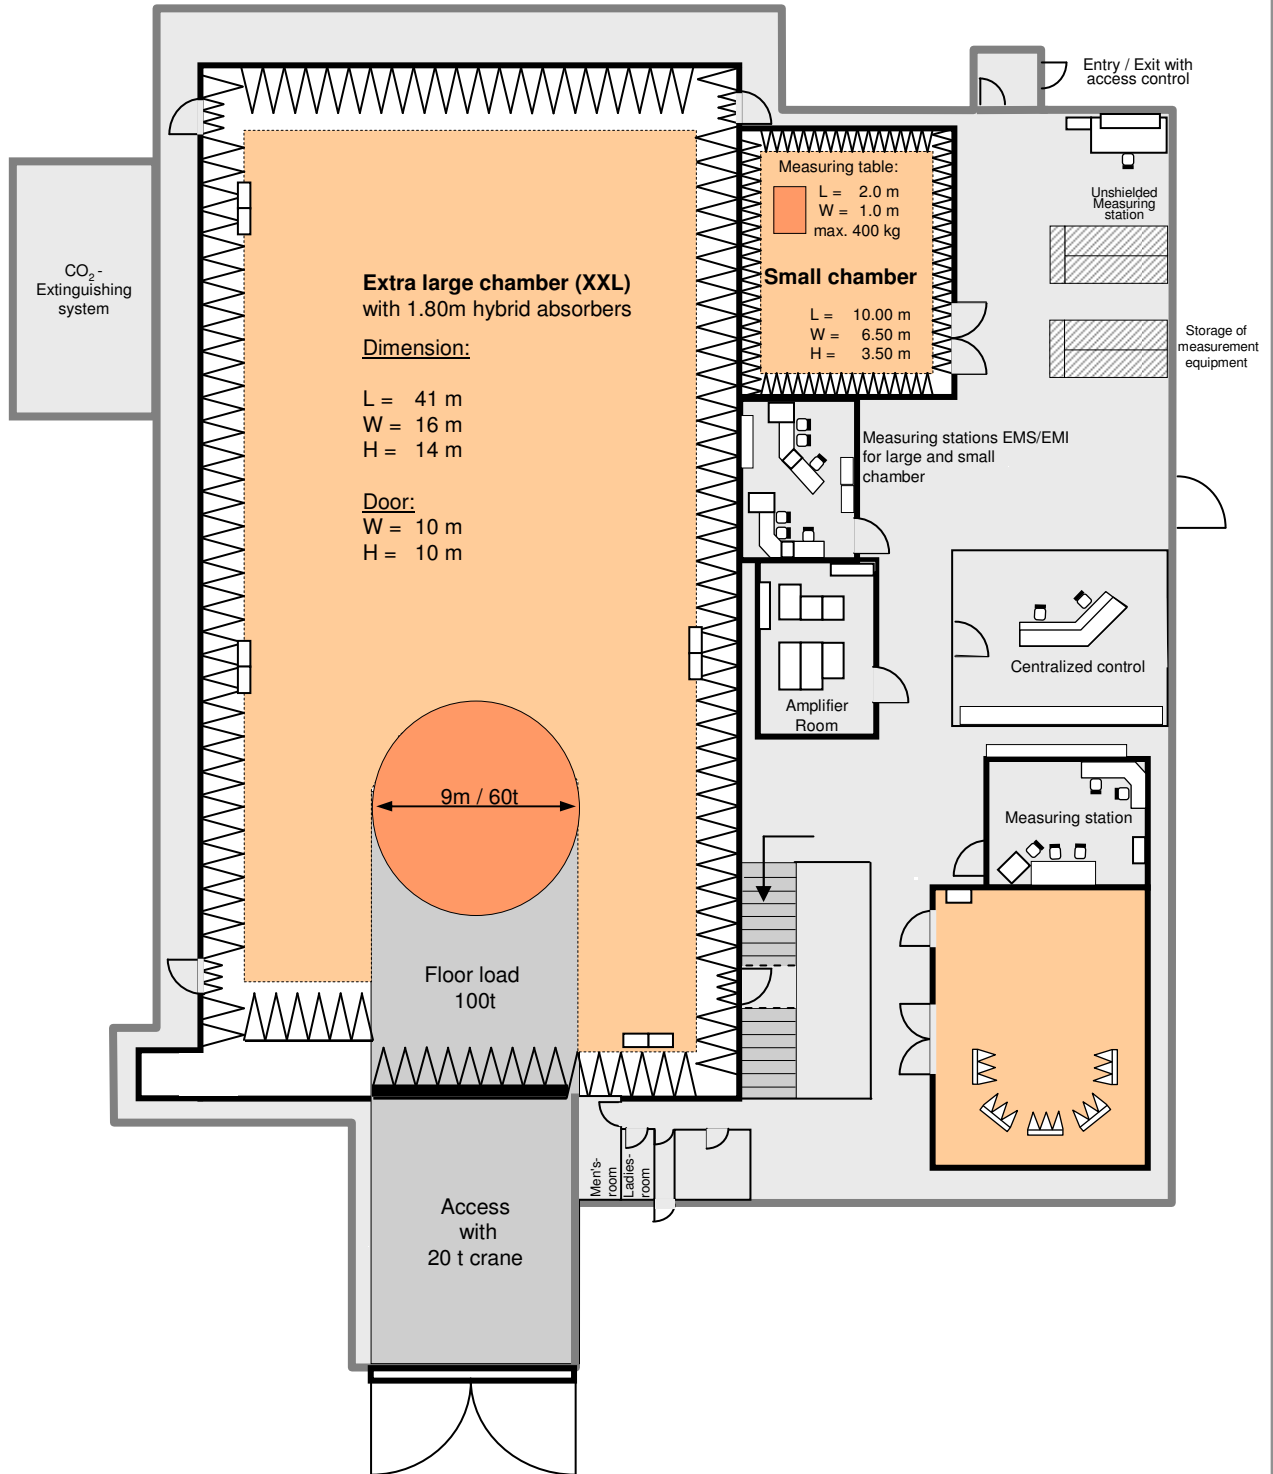 Entry / Exit with
access control
Unshielded
Measuring
station
Storage of
measurement
equipment
CO₂ -
Extinguishing
system
Extra large chamber (XXL)
with 1.80m hybrid absorbers
Dimension:
L = 41 m
W = 16 m
H = 14 m
Door:
W = 10 m
H = 10 m
Measuring table:
L = 2.0 m
W = 1.0 m
max. 400 kg
Small chamber
L = 10.00 m
W = 6.50 m
H = 3.50 m
Measuring stations EMS/EMI
for large and small
chamber
Centralized control
Amplifier
Room
9m / 60t
Measuring station
Floor load
100t
Men's-
room
Ladies-
room
Access
with
20 t crane